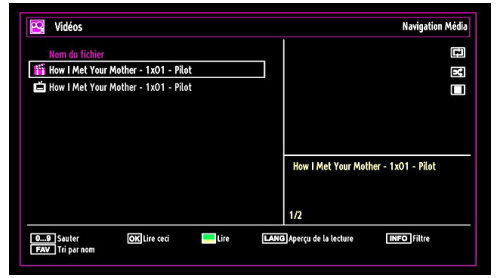 Vidéos Navigation Média
Nom du fichier
How I Met Your Mother - 1x01 - Pilot
How I Met Your Mother - 1x01 - Pilot
How I Met Your Mother - 1x01 - Pilot
1/2
0...9 Sauter OK Lire ceci Lire LANG Aperçu de la lecture INFO Filtre
FAV Tri par nom